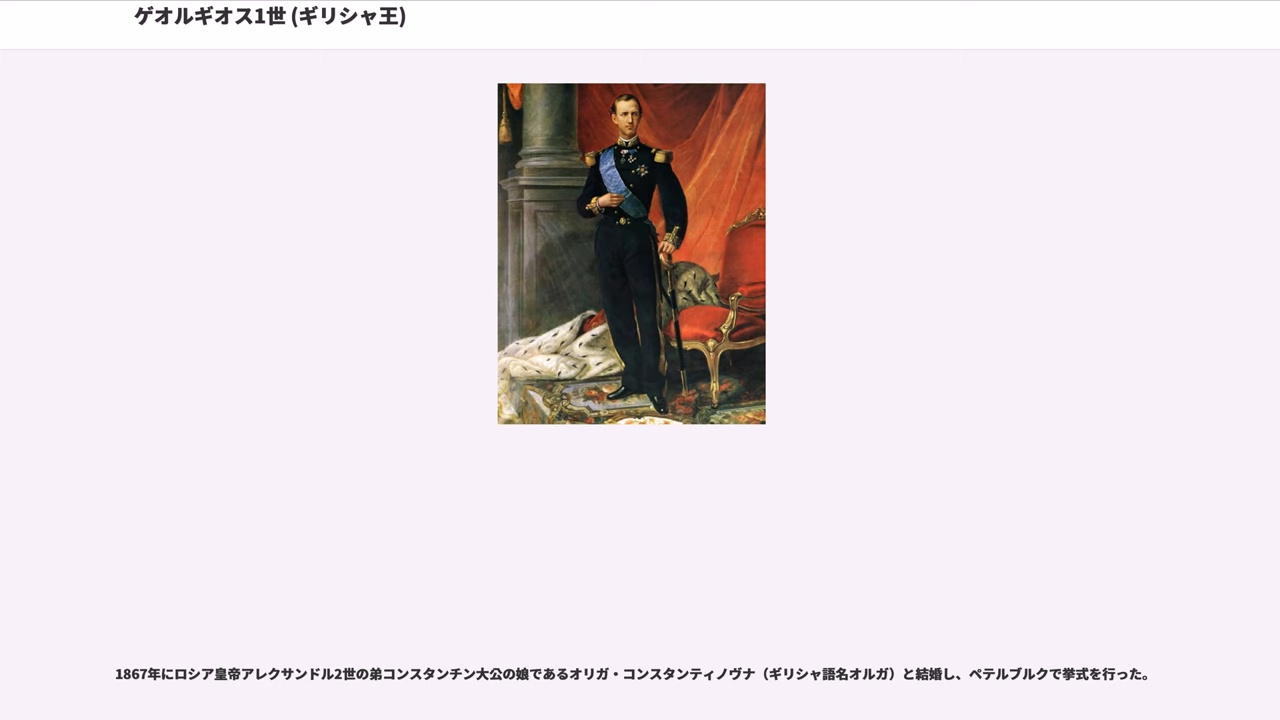 ゲオルギオス1世 (ギリシャ王)
1867年にロシア皇帝アレクサンドル2世の弟コンスタンチン大公の娘であるオリガ・コンスタンティノヴナ（ギリシャ語名オルガ）と結婚し、ペテルブルクで挙式を行った。